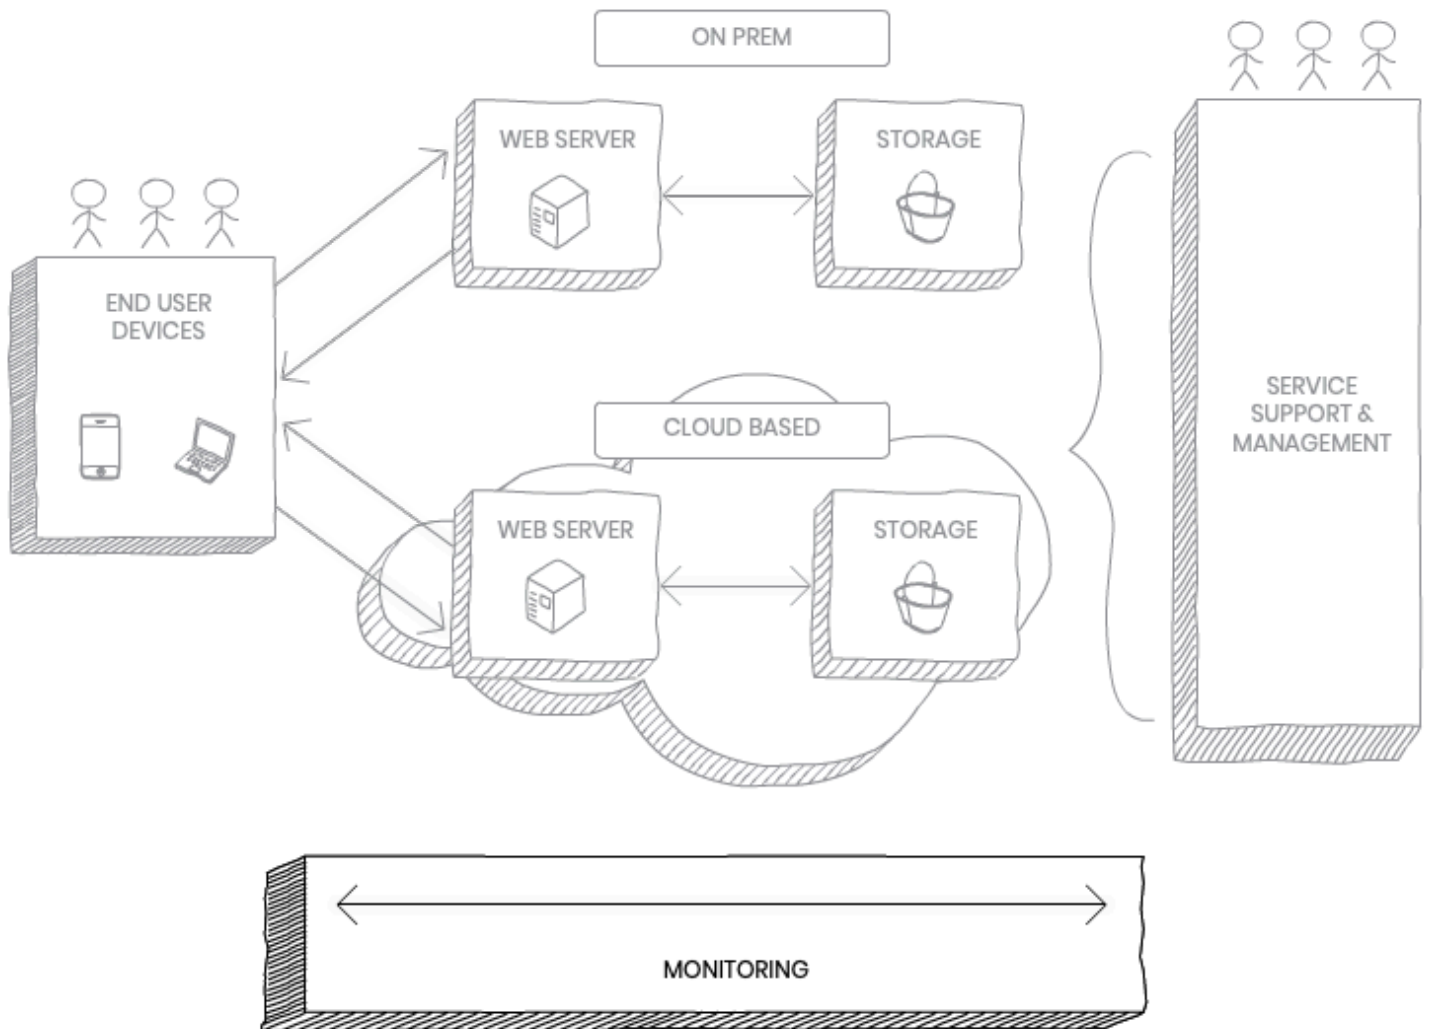 ON PREM
WEB SERVER
STORAGE
END USER
DEVICES
CLOUD BASED
WEB SERVER
STORAGE
SERVICE
SUPPORT &
MANAGEMENT
MONITORING